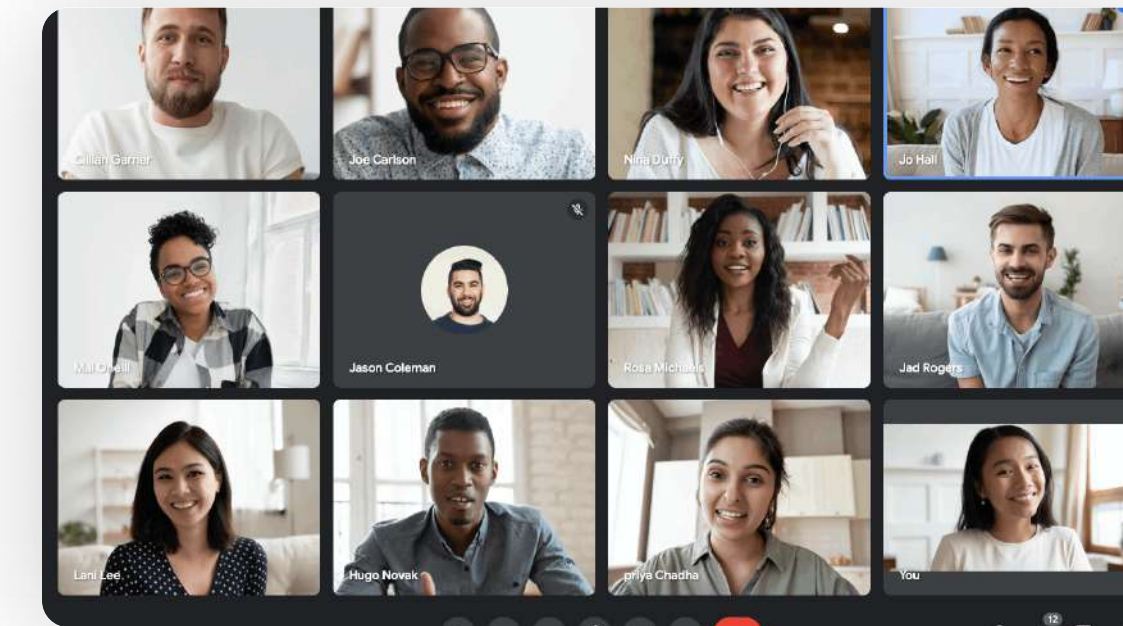 Gillian Garner
Joe Carlson
Nina Duffy
Jo Hall
Mai Oneill
Jason Coleman
Rosa Michaels
Jad Rogers
Lani Lee
Hugo Novak
priya Chadha
You
12